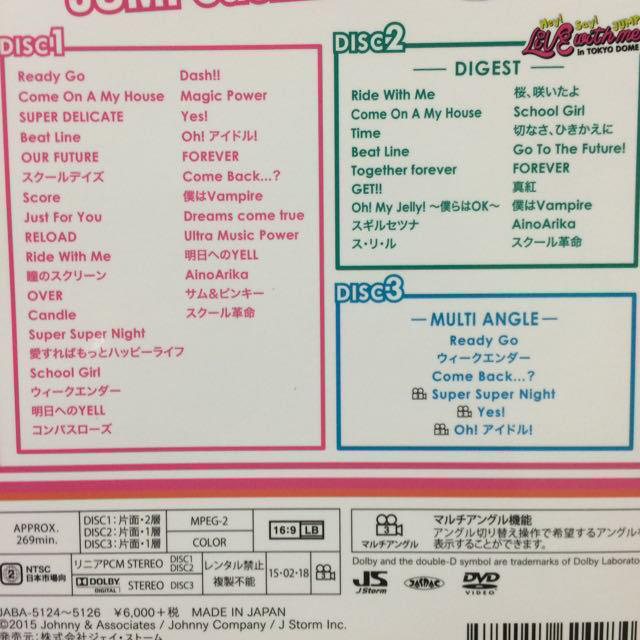 DISC1
Ready Go
Come On A My House
SUPER DELICATE
Beat Line
OUR FUTURE
スクールデイズ
Score
Just For You
RELOAD
Ride With Me
瞳のスクリーン
OVER
Candle
Super Super Night
愛すればもっとハッピーライフ
School Girl
ウィークエンダー
明日へのYELL
コンパスローズ
Dash!!
Magic Power
Yes!
Oh! アイドル!
FOREVER
Come Back...?
僕はVampire
Dreams come true
Ultra Music Power
明日へのYELL
AinoArika
サム&ピンキー
スクール革命
Hey! Say! JUMP
LIVE with me
in TOKYO DOME
DISC2
DIGEST
Ride With Me
Come On A My House
Time
Beat Line
Together forever
GET!!
Oh! My Jelly! 〜僕らはOK〜
スギルセツナ
ス・リ・ル
桜、咲いたよ
School Girl
切なさ、ひきかえに
Go To The Future!
FOREVER
真紅
僕はVampire
AinoArika
スクール革命
DISC3
MULTI ANGLE
Ready Go
ウィークエンダー
Come Back...?
Super Super Night
Yes!
Oh! アイドル!
APPROX.
269min.
DISC1:片面・2層
DISC2:片面・1層
DISC3:片面・1層
MPEG-2
COLOR
16:9 LB
3
マルチアングル
マルチアングル機能
アングル切り替え操作で希望するアングルを
表示することができます。
2
NTSC
日本市場向
リニアPCM STEREO DISC1 DISC2
DOLBY DIGITAL STEREO DISC3
レンタル禁止
複製不能
15・02・18
Dolby and the double-D symbol are trademarks of Dolby Laborato
JS
J Storm
JASRAC
DVD
VIDEO
JABA-5124〜5126 ¥6,000+税 MADE IN JAPAN
©2015 Johnny & Associates / Johnny Company / J Storm Inc.
発売元:株式会社ジェイ・ストーム